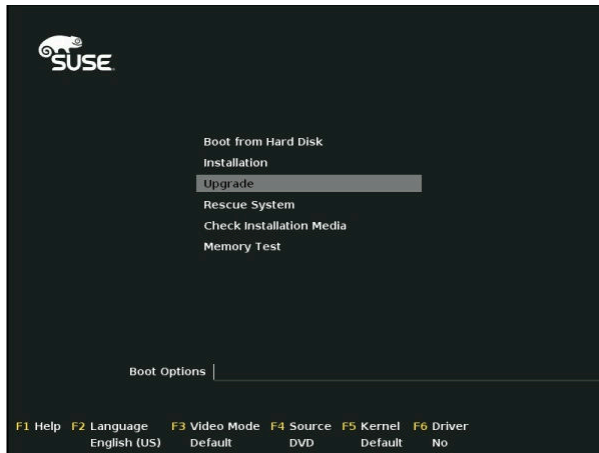 SUSE
Boot from Hard Disk
Installation
Upgrade
Rescue System
Check Installation Media
Memory Test
Boot Options
F1 Help F2 Language F3 Video Mode F4 Source F5 Kernel F6 Driver
English (US) Default DVD Default No